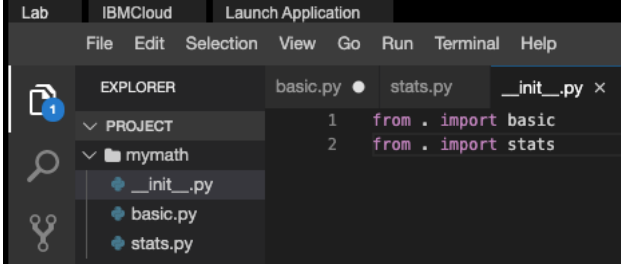 Lab IBMCloud Launch Application
File Edit Selection View Go Run Terminal Help
1
EXPLORER
PROJECT
mymath
__init__.py
basic.py
stats.py
basic.py stats.py __init__.py
1 from . import basic
2 from . import stats